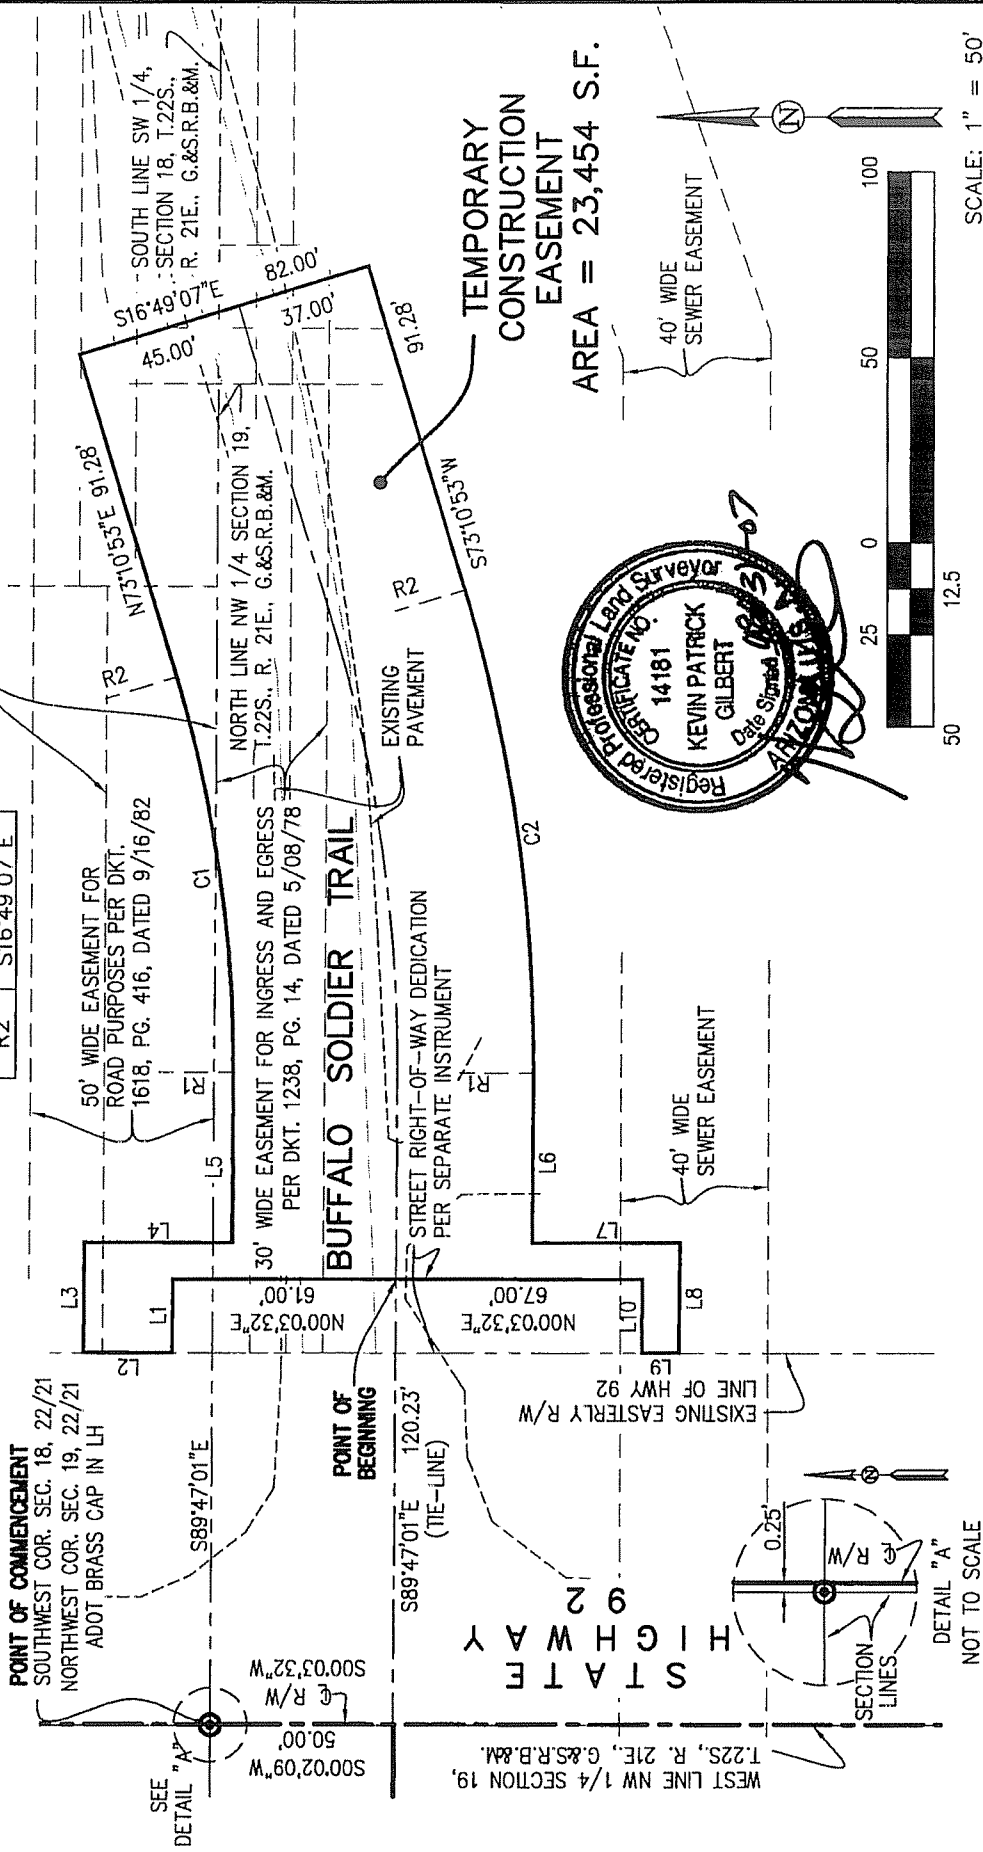 R2 S16°49'07"E
POINT OF COMMENCEMENT
SOUTHWEST COR. SEC. 18, 22/21
NORTHWEST COR. SEC. 19, 22/21
ADOT BRASS CAP IN LH
SEE
DETAIL "A"
S00°02'09"W
50.00'
S00°03'32"W
℄ R/W
S89°47'01"E
S89°47'01"E 120.23'
(TIE-LINE)
POINT OF
BEGINNING
STATE
HIGHWAY
92
WEST LINE NW 1/4 SECTION 19,
T.22S., R. 21E., G.&S.R.B.&M.
EXISTING EASTERLY R/W
LINE OF HWY 92
L1
L2
L3
L4
L5
L6
L7
L8
L9
L10
N00°03'32"E
61.00'
N00°03'32"E
67.00'
50' WIDE EASEMENT FOR
ROAD PURPOSES PER DKT.
1618, PG. 416, DATED 9/16/82
30' WIDE EASEMENT FOR INGRESS AND EGRESS
PER DKT. 1238, PG. 14, DATED 5/08/78
BUFFALO SOLDIER TRAIL
STREET RIGHT-OF-WAY DEDICATION
PER SEPARATE INSTRUMENT
R1
R1
C1
C2
R2
R2
EXISTING
PAVEMENT
NORTH LINE NW 1/4 SECTION 19,
T.22S., R. 21E., G.&S.R.B.&M.
N73°10'53"E 91.28'
S16°49'07"E
82.00'
45.00'
37.00'
91.28'
S73°10'53"W
SOUTH LINE SW 1/4,
SECTION 18, T.22S.,
R. 21E., G.&S.R.B.&M.
TEMPORARY
CONSTRUCTION
EASEMENT
AREA = 23,454 S.F.
40' WIDE
SEWER EASEMENT
40' WIDE
SEWER EASEMENT
SECTION
LINES
0.25'
℄ R/W
N
DETAIL "A"
NOT TO SCALE
Registered Professional Land Surveyor
CERTIFICATE NO.
14181
KEVIN PATRICK
GILBERT
Date Signed
ARIZONA U.S.A.
50 25 0 50 100
12.5
N
SCALE: 1" = 50'